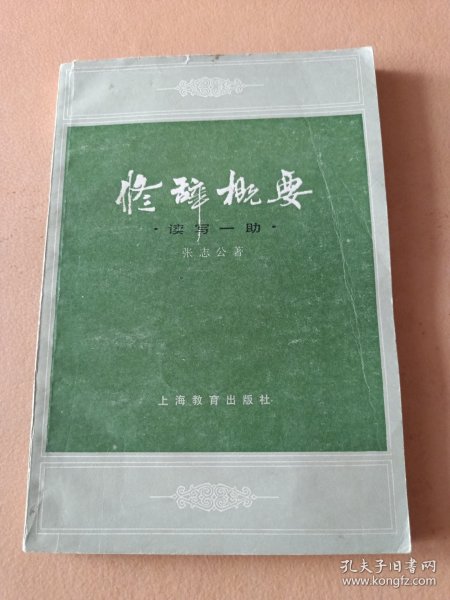 修辞概要
·读写一助·
张志公著
上海教育出版社
孔夫子旧书网
www.kongfz.com